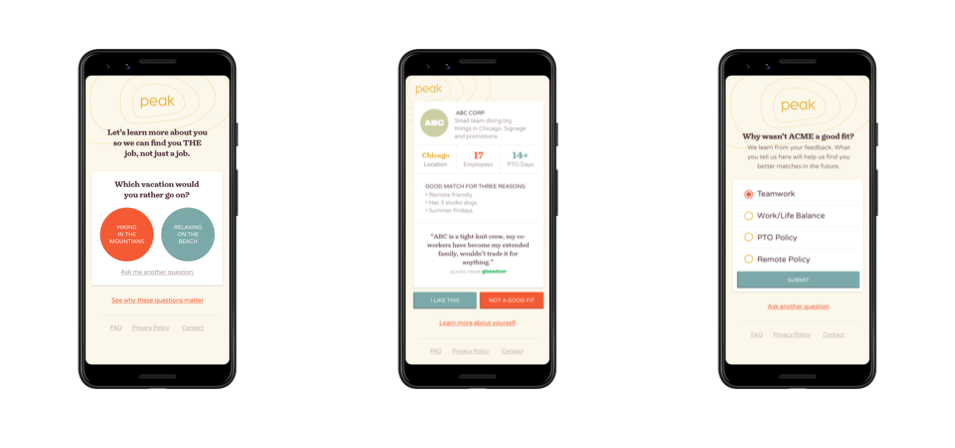 peak
Let's learn more about you
so we can find you THE
job, not just a job.
Which vacation would
you rather go on?
HIKING
IN THE
MOUNTIANS
RELAXING
ON THE
BEACH
Ask me another question.
See why these questions matter
FAQ Privacy Policy Contact
peak
ABC
ABC CORP
Small team doing big
things in Chicago. Signage
and promotions.
Chicago
Location
17
Employees
14+
PTO Days
GOOD MATCH FOR THREE REASONS:
• Remote friendly
• Has 3 studio dogs
• Summer Fridays
"ABC is a tight-knit crew, my co-
workers have become my extended
family, wouldn't trade it for
anything."
QUOTE FROM glassdoor
I LIKE THIS
NOT A GOOD FIT
Learn more about yourself
FAQ Privacy Policy Contact
peak
Why wasn't ACME a good fit?
We learn from your feedback. What
you tell us here will help us find you
better matches in the future.
Teamwork
Work/Life Balance
PTO Policy
Remote Policy
SUBMIT
Ask another question
FAQ Privacy Policy Contact